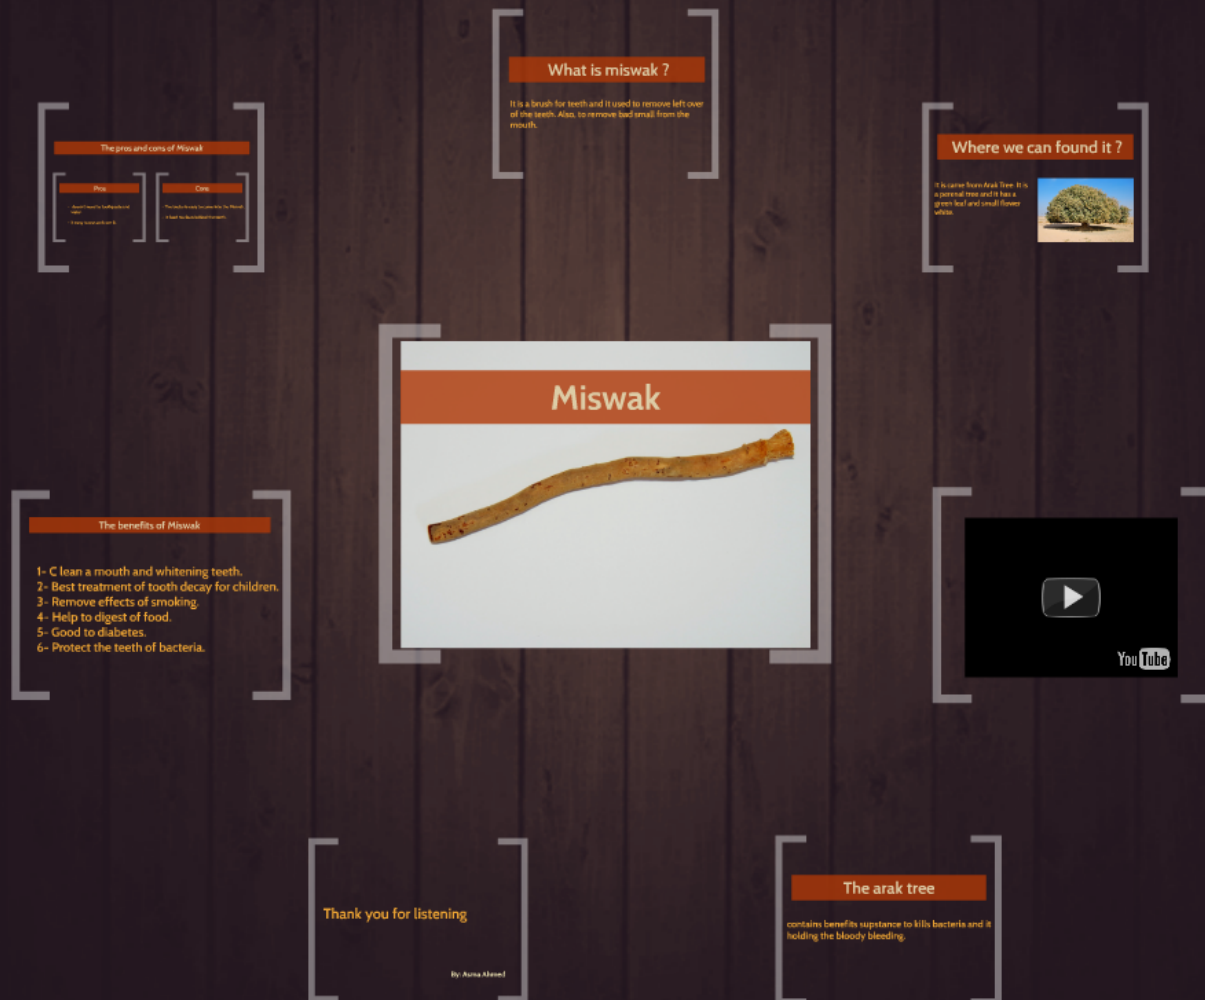 Miswak
What is miswak ?
It is a brush for teeth and it used to remove left over
of the teeth. Also, to remove bad small from the
mouth.
Where we can found it ?
It is came from Arak Tree. It is
a perenal tree and it has a
green leaf and small flower
white.
YouTube
The arak tree
contains benefits supstance to kills bacteria and it
holding the bloody bleeding.
Thank you for listening
By: Asma Ahmed
The benefits of Miswak
1- C lean a mouth and whitening teeth.
2- Best treatment of tooth decay for children.
3- Remove effects of smoking.
4- Help to digest of food.
5- Good to diabetes.
6- Protect the teeth of bacteria.
The pros and cons of Miswak
Pros
Cons